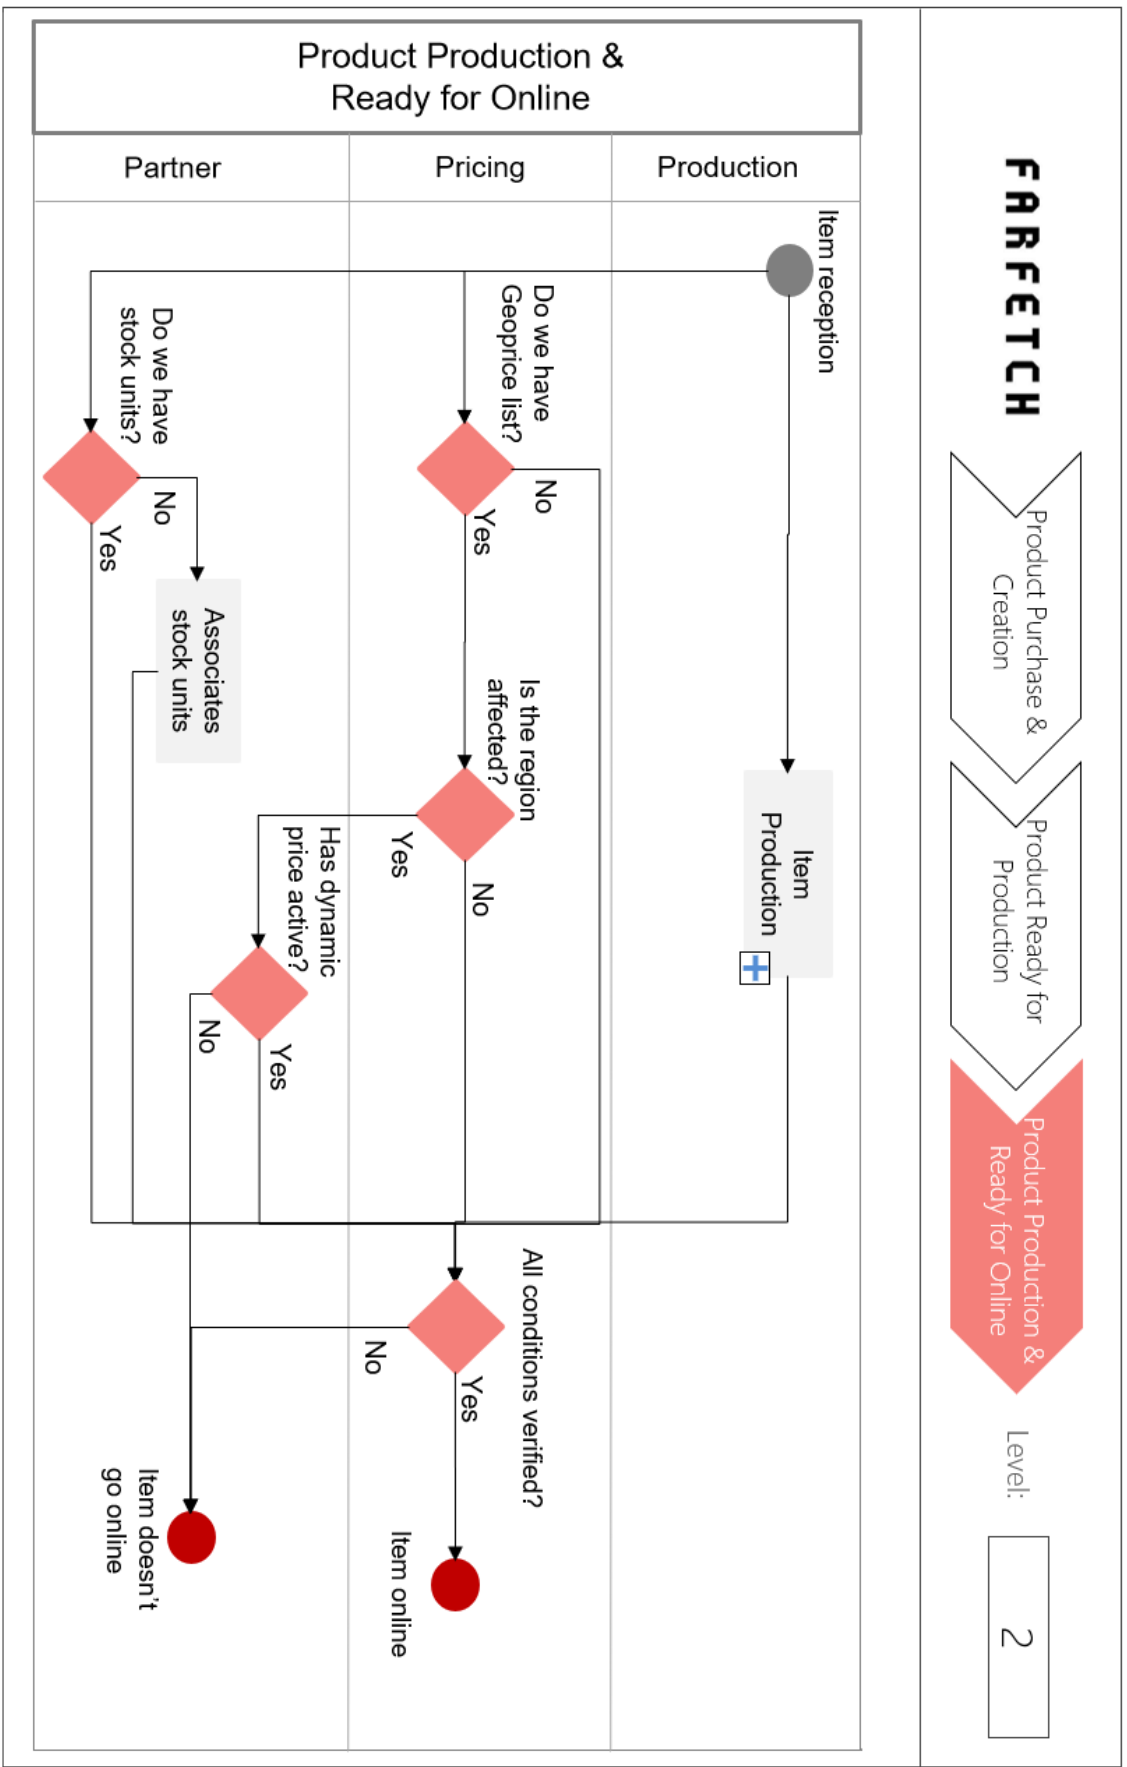 FARFETCH
Product Purchase &
Creation
Product Ready for
Production
Product Production &
Ready for Online
Level:
2
Product Production &
Ready for Online
Production
Pricing
Partner
Item reception
Item
Production
Do we have
Geoprice list?
No
Yes
Is the region
affected?
Yes
No
Do we have
stock units?
No
Yes
Associates
stock units
Has dynamic
price active?
No
Yes
All conditions verified?
No
Yes
Item online
Item doesn't
go online